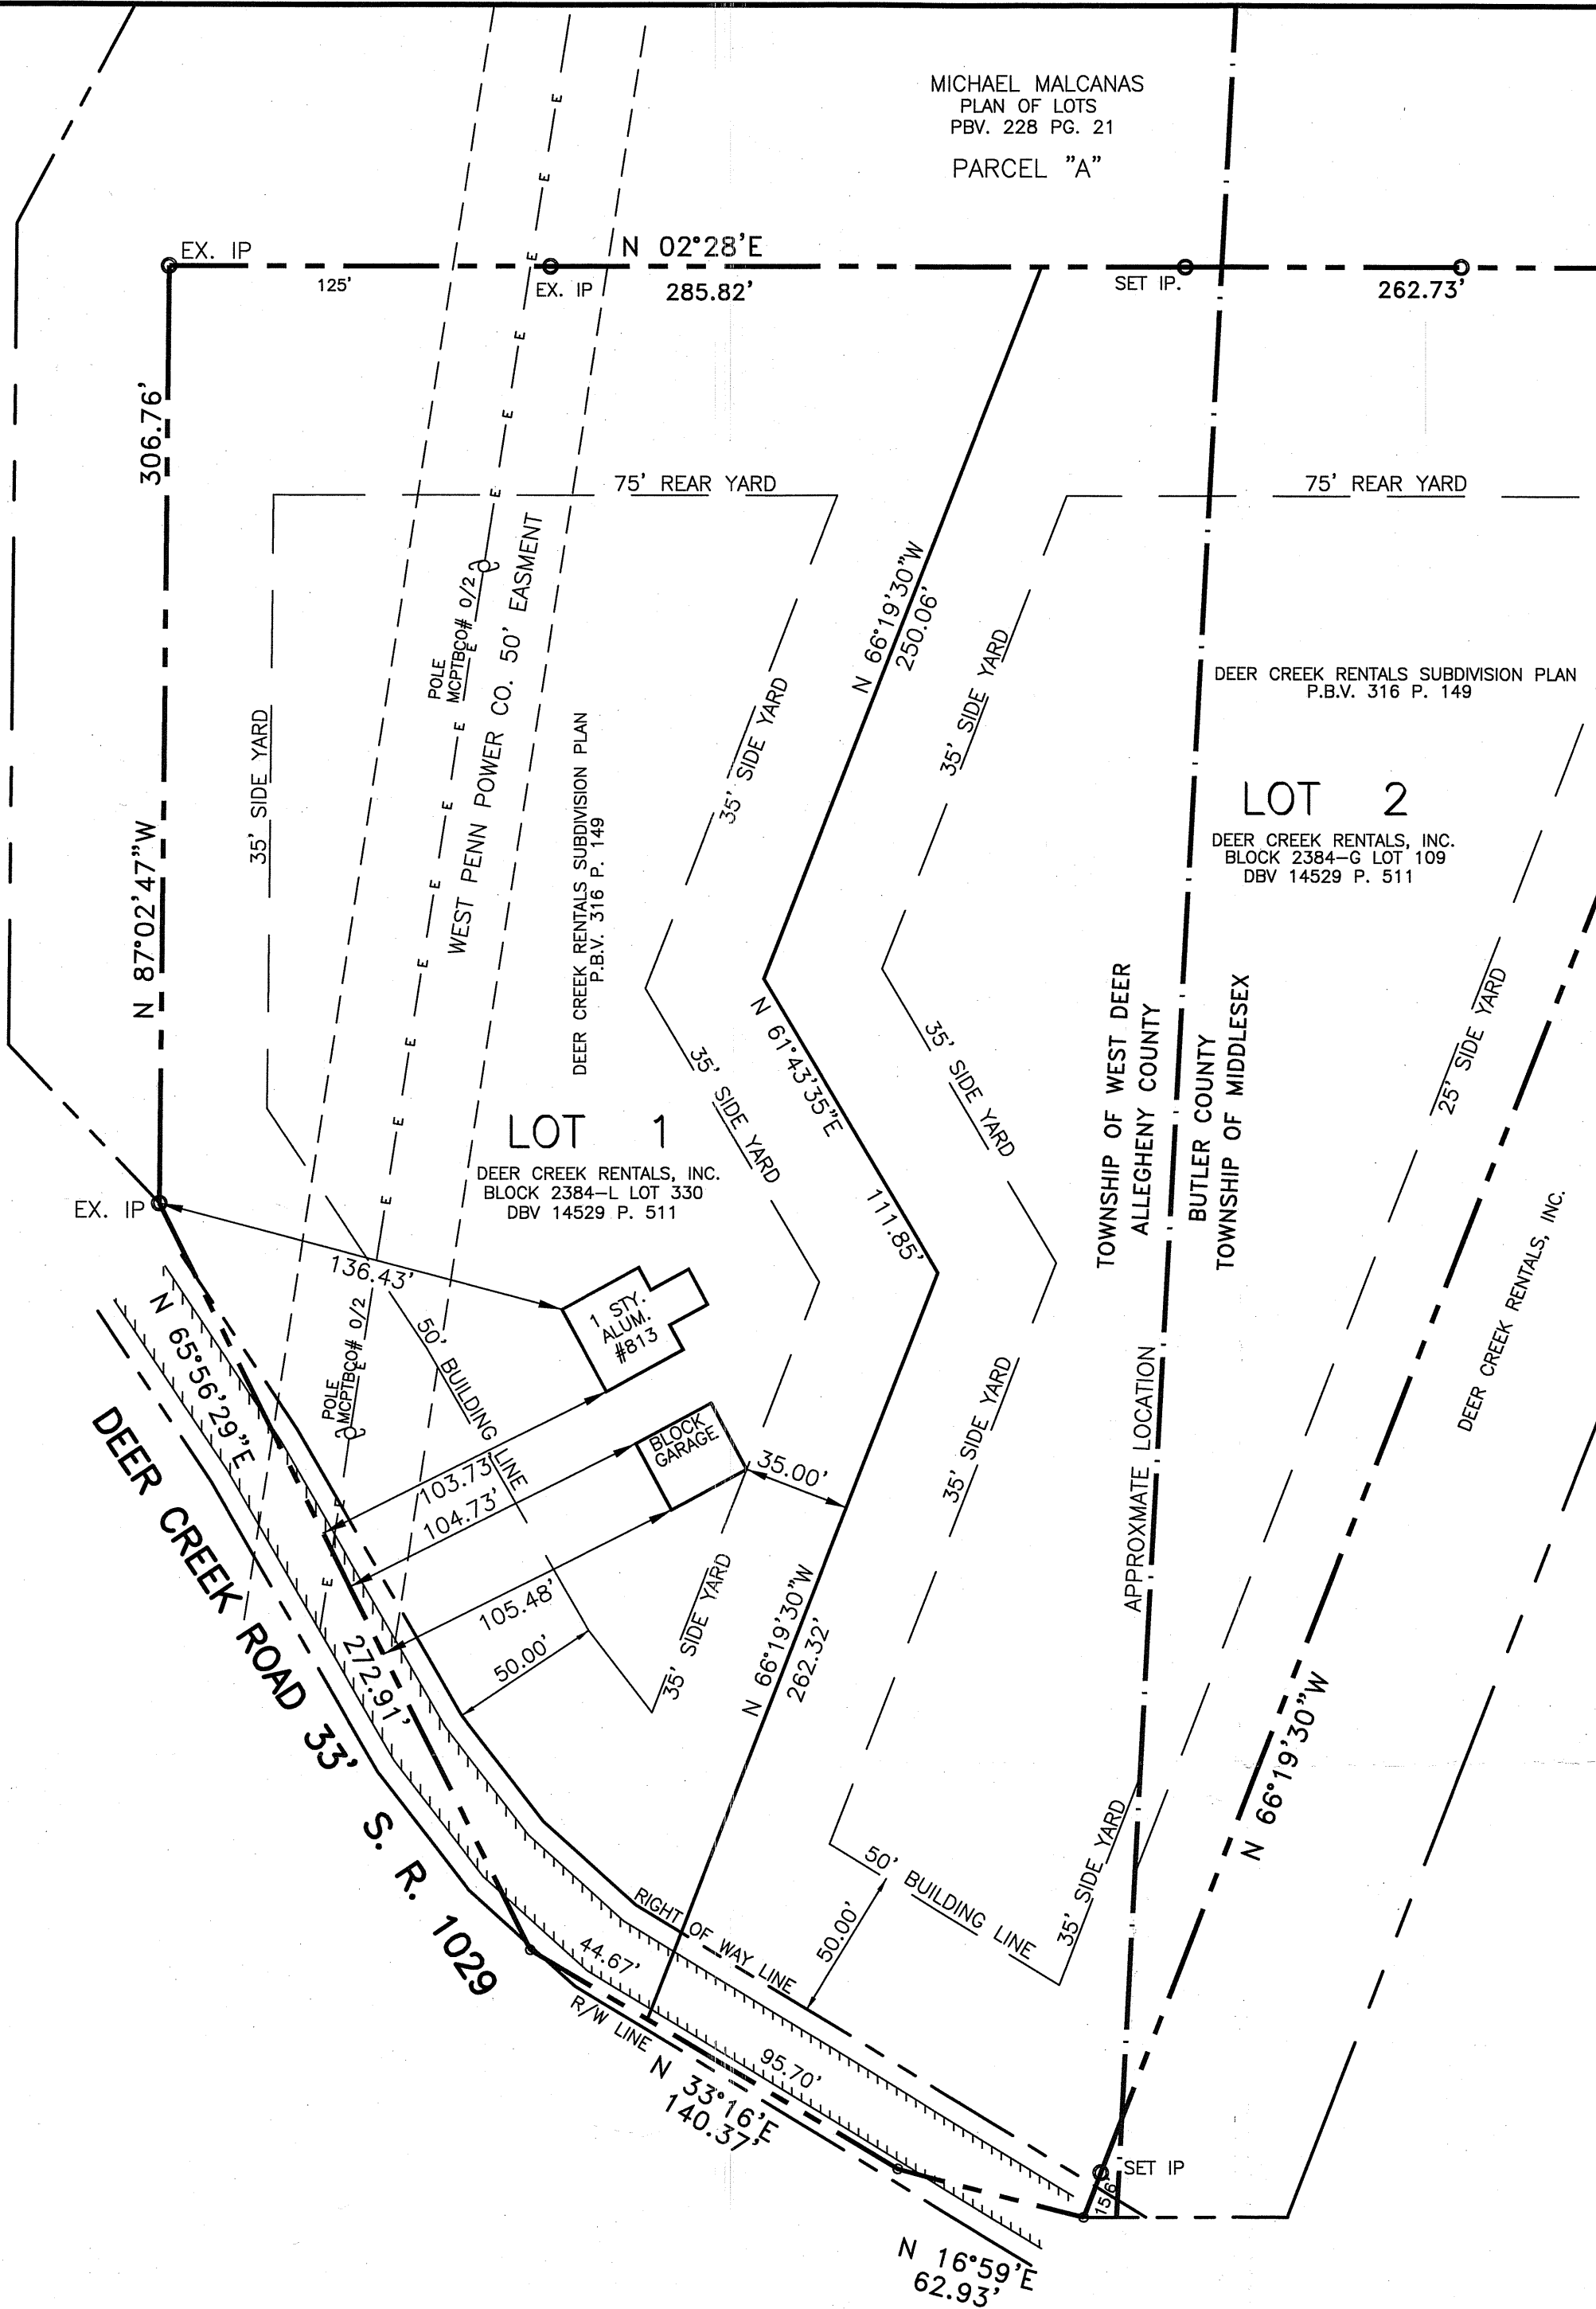 MICHAEL MALCANAS
PLAN OF LOTS
PBV. 228 PG. 21
PARCEL "A"
EX. IP
N 02°28'E
125'
EX. IP
285.82'
SET IP.
262.73'
306.76'
N 87°02'47"W
75' REAR YARD
75' REAR YARD
E
E
E
E
E
E
E
POLE
MCPTBCO# 0/2
E
E
E
E
E
E
E
E
E
WEST PENN POWER CO. 50' EASMENT
35' SIDE YARD
DEER CREEK RENTALS SUBDIVISION PLAN
P.B.V. 316 P. 149
35' SIDE YARD
N 66°19'30"W
250.06'
35' SIDE YARD
DEER CREEK RENTALS SUBDIVISION PLAN
P.B.V. 316 P. 149
LOT 2
DEER CREEK RENTALS, INC.
BLOCK 2384-G LOT 109
DBV 14529 P. 511
TOWNSHIP OF WEST DEER
ALLEGHENY COUNTY
BUTLER COUNTY
TOWNSHIP OF MIDDLESEX
25' SIDE YARD
DEER CREEK RENTALS, INC.
35' SIDE YARD
N 61°43'35"E
111.85'
35' SIDE YARD
LOT 1
DEER CREEK RENTALS, INC.
BLOCK 2384-L LOT 330
DBV 14529 P. 511
EX. IP
136.43'
1 STY.
ALUM.
#813
BLOCK
GARAGE
35.00'
50' BUILDING LINE
POLE
MCPTBCO# 0/2
E
E
E
N 65°56'29"E
272.91'
103.73'
104.73'
105.48'
50.00'
35' SIDE YARD
N 66°19'30"W
262.32'
35' SIDE YARD
APPROXMATE LOCATION
N 66°19'30"W
DEER CREEK ROAD 33' S. R. 1029
RIGHT OF WAY LINE
50' BUILDING LINE
50.00'
35' SIDE YARD
44.67'
R/W LINE
95.70'
N 33°16'E
140.37'
SET IP
15.6'
N 16°59'E
62.93'